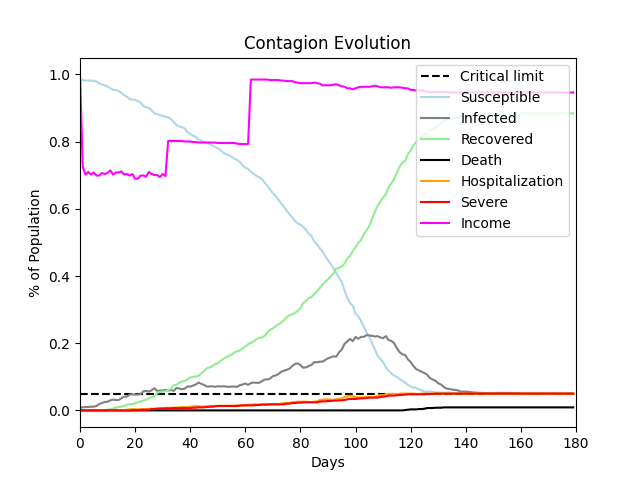 Contagion Evolution
% of Population
1.0
0.8
0.6
0.4
0.2
0.0
Critical limit
Susceptible
Infected
Recovered
Death
Hospitalization
Severe
Income
0 20 40 60 80 100 120 140 160 180
Days